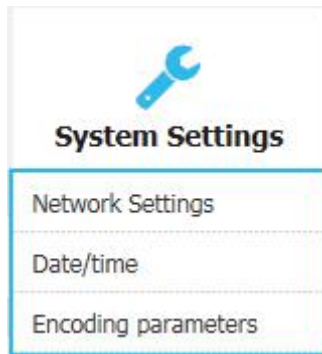 System Settings
Network Settings
Date/time
Encoding parameters